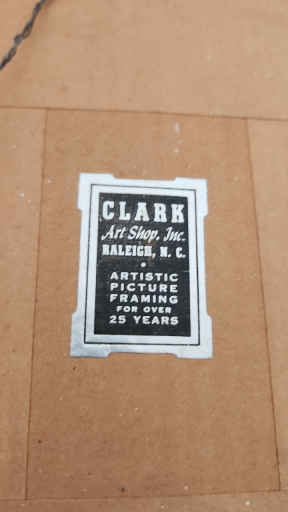 CLARK
Art Shop, Inc.
RALEIGH, N. C.
ARTISTIC
PICTURE
FRAMING
FOR OVER
25 YEARS